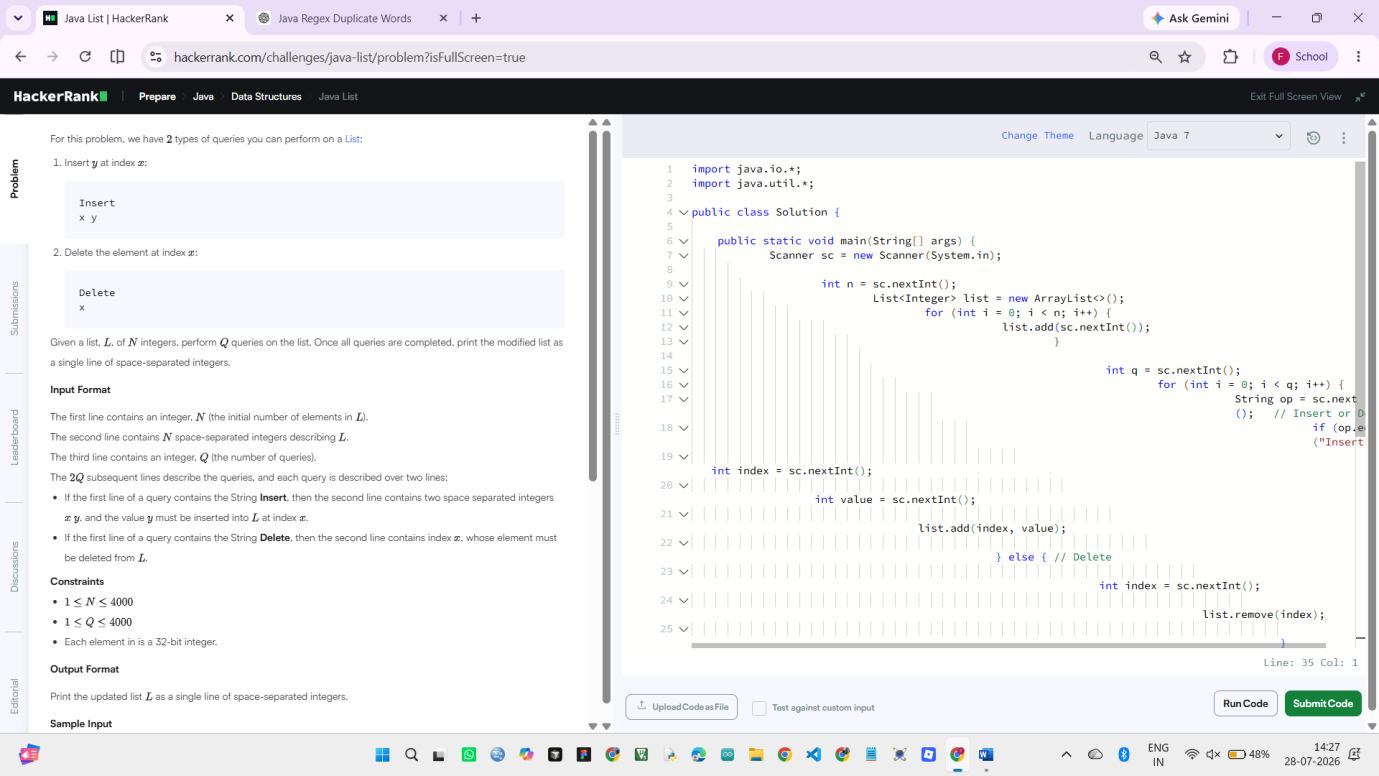 Java List | HackerRank
Java Regex Duplicate Words
Ask Gemini
hackerrank.com/challenges/java-list/problem?isFullScreen=true
F School
HackerRank
Prepare
Java
Data Structures
Java List
Exit Full Screen View
Problem
Submissions
Leaderboard
Discussions
Editorial
For this problem, we have 2 types of queries you can perform on a List:
1. Insert y at index x:
Insert
x y
2. Delete the element at index x:
Delete
x
Given a list, L, of N integers, perform Q queries on the list. Once all queries are completed, print the modified list as
a single line of space-separated integers.
Input Format
The first line contains an integer, N (the initial number of elements in L).
The second line contains N space-separated integers describing L.
The third line contains an integer, Q (the number of queries).
The 2Q subsequent lines describe the queries, and each query is described over two lines:
• If the first line of a query contains the String Insert, then the second line contains two space separated integers
x y, and the value y must be inserted into L at index x.
• If the first line of a query contains the String Delete, then the second line contains index x, whose element must
be deleted from L.
Constraints
• 1 ≤ N ≤ 4000
• 1 ≤ Q ≤ 4000
• Each element in is a 32-bit integer.
Output Format
Print the updated list L as a single line of space-separated integers.
Sample Input
Change Theme Language Java 7
1 import java.io.*;
2 import java.util.*;
3
4 public class Solution {
5
6 public static void main(String[] args) {
7 Scanner sc = new Scanner(System.in);
8
9 int n = sc.nextInt();
10 List<Integer> list = new ArrayList<>();
11 for (int i = 0; i < n; i++) {
12 list.add(sc.nextInt());
13 }
14
15 int q = sc.nextInt();
16 for (int i = 0; i < q; i++) {
17 String op = sc.next
(); // Insert or D
18 if (op.e
("Insert
19
int index = sc.nextInt();
20
int value = sc.nextInt();
21
list.add(index, value);
22
} else { // Delete
23
int index = sc.nextInt();
24
list.remove(index);
25
}
Line: 35 Col: 1
Upload Code as File
Test against custom input
Run Code
Submit Code
ENG
IN
48%
14:27
28-07-2026